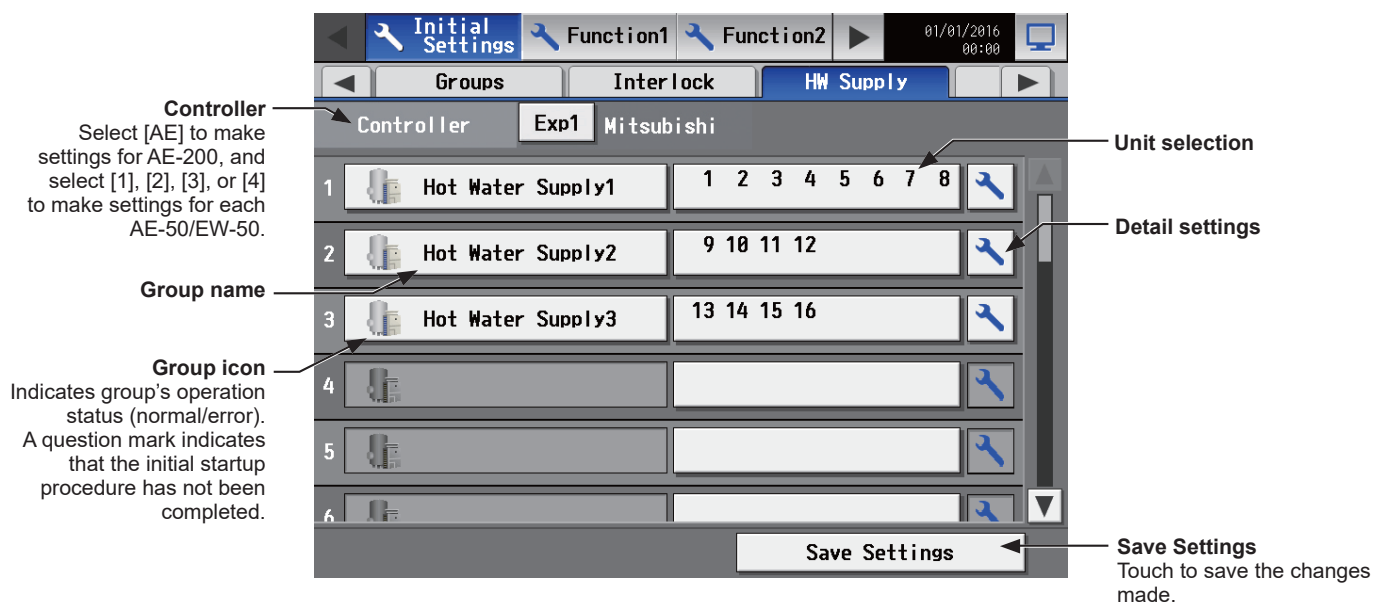 Initial
Settings
Function1
Function2
01/01/2016
00:00
Groups
Interlock
HW Supply
Controller
Select [AE] to make
settings for AE-200, and
select [1], [2], [3], or [4]
to make settings for each
AE-50/EW-50.
Controller
Exp1
Mitsubishi
Unit selection
1
Hot Water Supply1
1 2 3 4 5 6 7 8
Detail settings
2
Hot Water Supply2
9 10 11 12
Group name
3
Hot Water Supply3
13 14 15 16
Group icon
Indicates group's operation
status (normal/error).
A question mark indicates
that the initial startup
procedure has not been
completed.
4
5
6
Save Settings
Save Settings
Touch to save the changes
made.